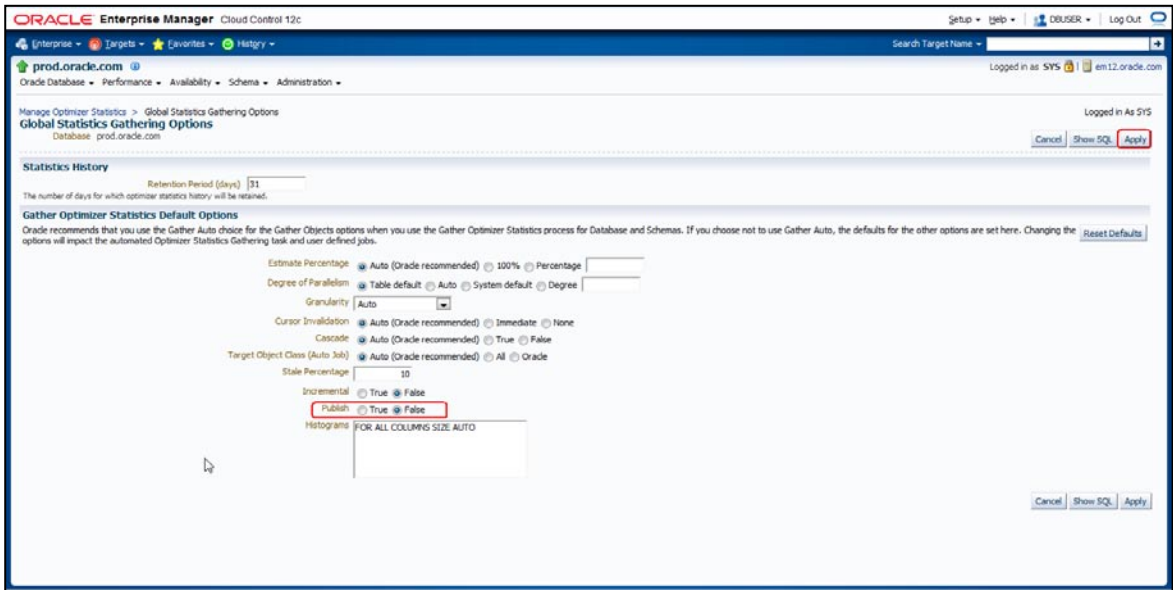 ORACLE Enterprise Manager Cloud Control 12c
Setup Help DBUSER Log Out
Enterprise Targets Favorites History
Search Target Name
prod.oracle.com
Logged in as SYS em12.oracle.com
Oracle Database Performance Availability Schema Administration
Manage Optimizer Statistics > Global Statistics Gathering Options
Logged in As SYS
Global Statistics Gathering Options
Database prod.oracle.com
Cancel Show SQL Apply
Statistics History
Retention Period (days) 31
The number of days for which optimizer statistics history will be retained.
Gather Optimizer Statistics Default Options
Oracle recommends that you use the Gather Auto choice for the Gather Objects options when you use the Gather Optimizer Statistics process for Database and Schemas. If you choose not to use Gather Auto, the defaults for the other options are set here. Changing the
options will impact the automated Optimizer Statistics Gathering task and user defined jobs.
Reset Defaults
Estimate Percentage Auto (Oracle recommended) 100% Percentage
Degree of Parallelism Table default Auto System default Degree
Granularity Auto
Cursor Invalidation Auto (Oracle recommended) Immediate None
Cascade Auto (Oracle recommended) True False
Target Object Class (Auto Job) Auto (Oracle recommended) All Oracle
Stale Percentage 10
Incremental True False
Publish True False
Histograms FOR ALL COLUMNS SIZE AUTO
Cancel Show SQL Apply